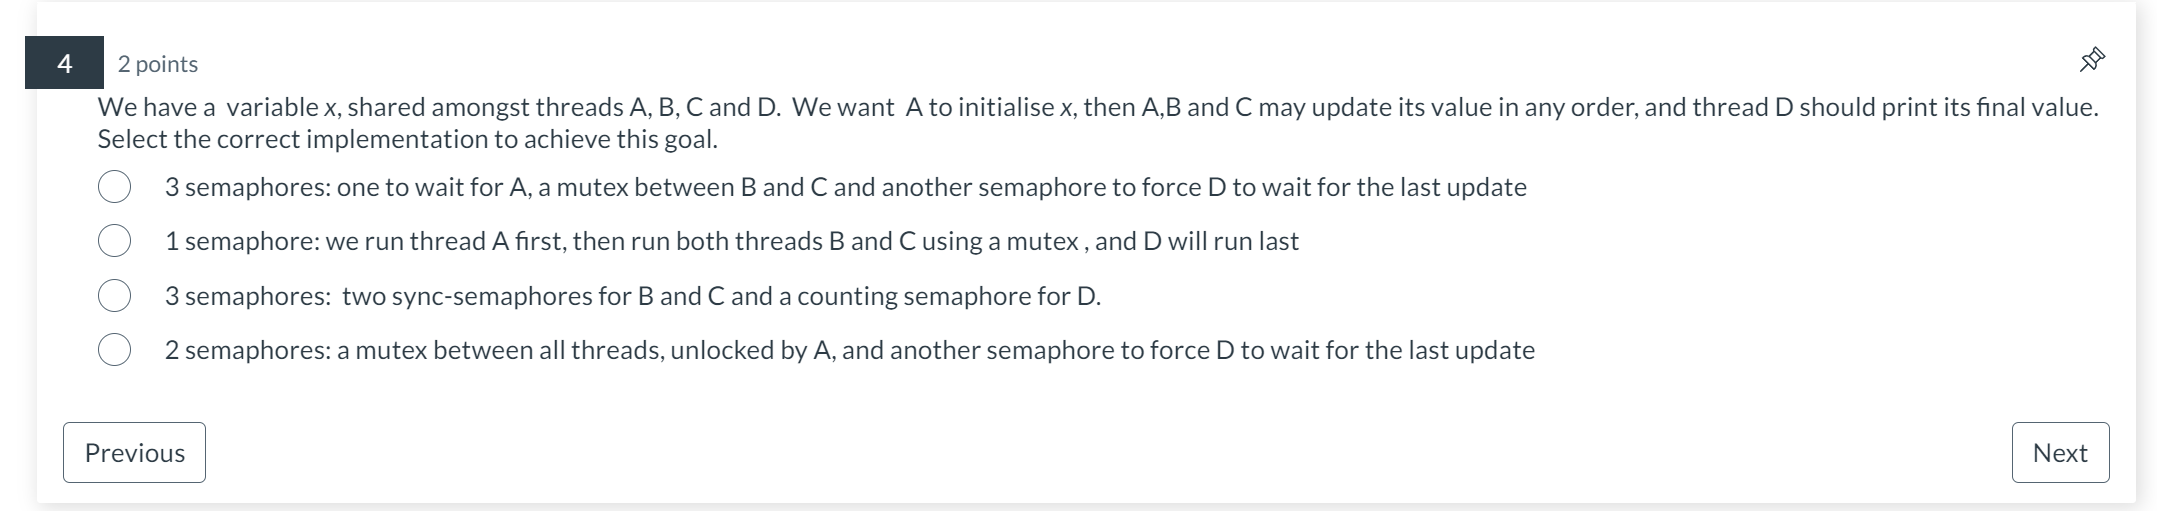 4
2 points
We have a variable x, shared amongst threads A, B, C and D. We want A to initialise x, then A,B and C may update its value in any order, and thread D should print its final value.
Select the correct implementation to achieve this goal.
3 semaphores: one to wait for A, a mutex between B and C and another semaphore to force D to wait for the last update
1 semaphore: we run thread A first, then run both threads B and C using a mutex , and D will run last
3 semaphores: two sync-semaphores for B and C and a counting semaphore for D.
2 semaphores: a mutex between all threads, unlocked by A, and another semaphore to force D to wait for the last update
Previous
Next